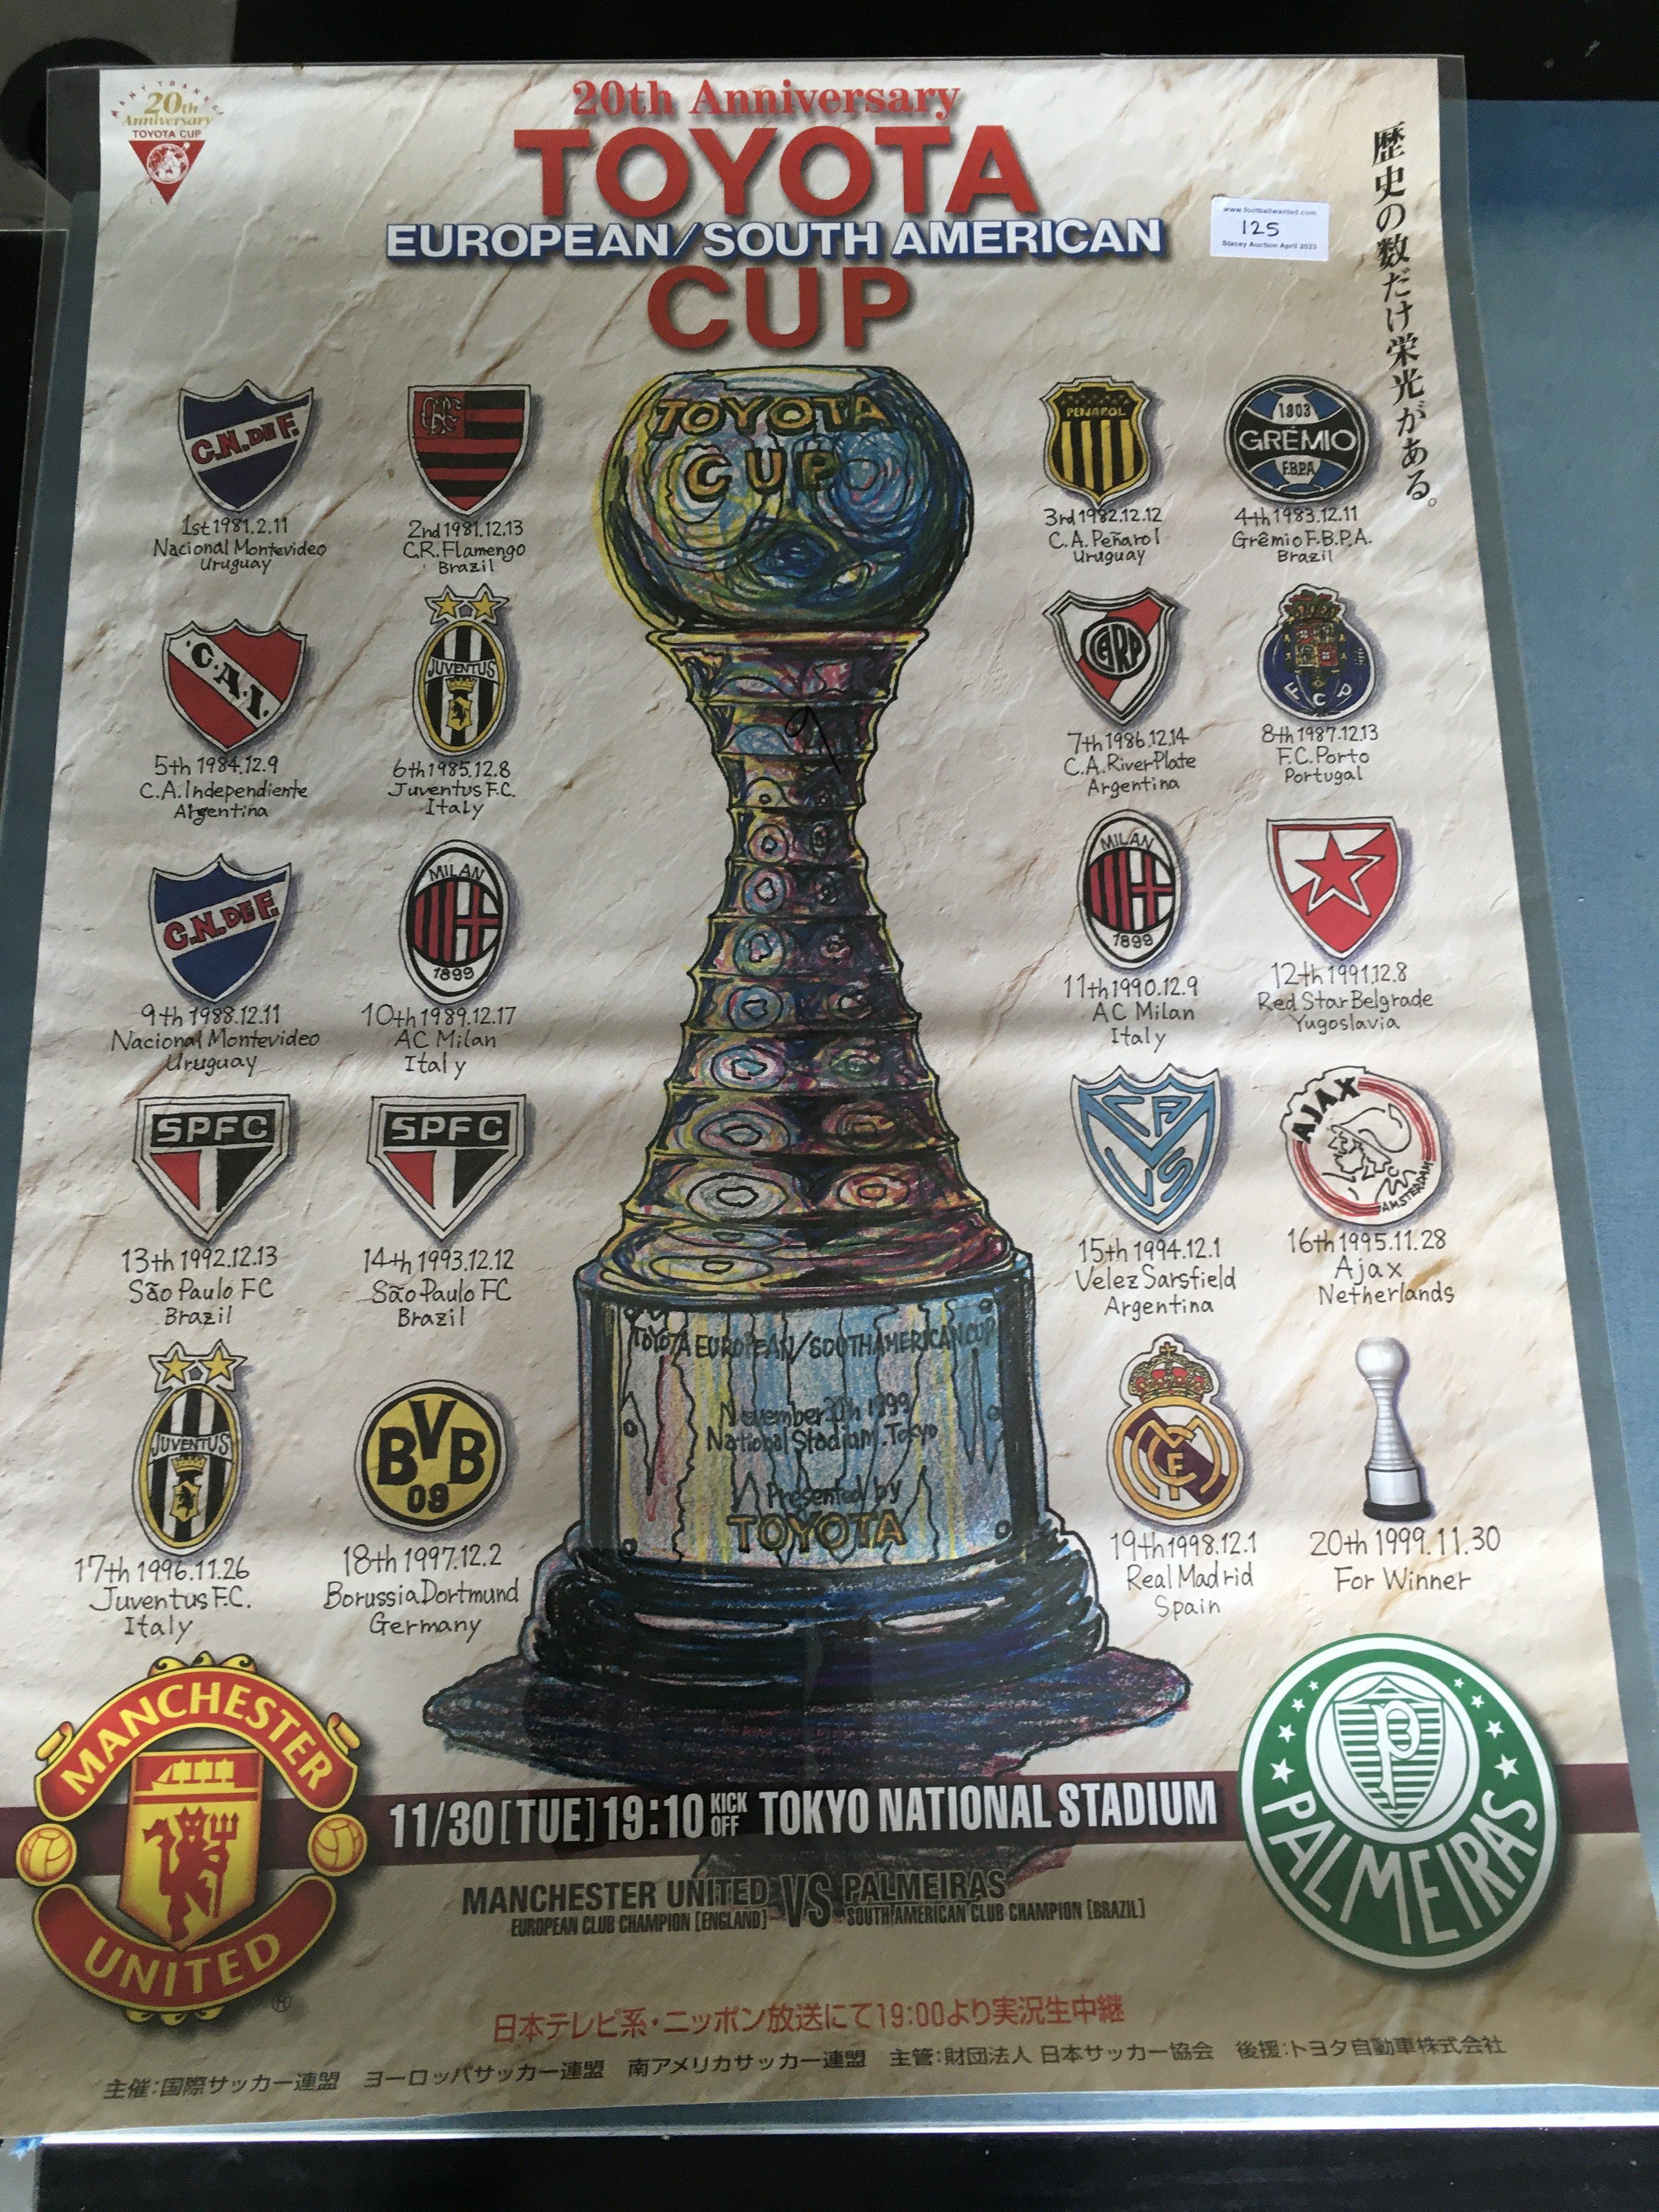 MANY THANKS!
20th
Anniversary
TOYOTA CUP
20th Anniversary
TOYOTA
EUROPEAN/SOUTH AMERICAN
CUP
www.footballwanted.com
125
Stacey Auction April 2023
歴史の数だけ栄光がある。
TOYOTA
CUP
C.N.DE F.
1st 1981.2.11
Nacional Montevideo
Uruguay
2nd 1981.12.13
C.R.Flamengo
Brazil
PEÑAROL
3rd 1982.12.12
C.A.Peñarol
Uruguay
1903
GRÊMIO
F.B.P.A
4th 1983.12.11
Grêmio F.B.P.A.
Brazil
C.A.I.
5th 1984.12.9
C.A.Independiente
Argentina
JUVENTUS
6th 1985.12.8
Juventus F.C.
Italy
CARP
7th 1986.12.14
C.A.River Plate
Argentina
F C P
8th 1987.12.13
F.C.Porto
Portugal
C.N.DE F.
9th 1988.12.11
Nacional Montevideo
Uruguay
MILAN
1899
10th 1989.12.17
AC Milan
Italy
MILAN
1899
11th 1990.12.9
AC Milan
Italy
12th 1991.12.8
Red Star Belgrade
Yugoslavia
SPFC
13th 1992.12.13
São Paulo FC
Brazil
SPFC
14th 1993.12.12
São Paulo FC
Brazil
CAVS
15th 1994.12.1
Velez Sarsfield
Argentina
AJAX
AMSTERDAM
16th 1995.11.28
Ajax
Netherlands
JUVENTUS
17th 1996.11.26
Juventus F.C.
Italy
BVB
09
18th 1997.12.2
Borussia Dortmund
Germany
TOYOTA EUROPEAN/SOUTH AMERICAN CUP
November 30th 1999
National Stadium.Tokyo
Presented by
TOYOTA
19th 1998.12.1
Real Madrid
Spain
20th 1999.11.30
For Winner
MANCHESTER
UNITED
®
11/30[TUE]19:10 KICK OFF TOKYO NATIONAL STADIUM
P
PALMEIRAS
MANCHESTER UNITED VS PALMEIRAS
EUROPEAN CLUB CHAMPION [ENGLAND] SOUTH AMERICAN CLUB CHAMPION [BRAZIL]
日本テレビ系・ニッポン放送にて19:00より実況生中継
主催:国際サッカー連盟 ヨーロッパサッカー連盟 南アメリカサッカー連盟 主管:財団法人 日本サッカー協会 後援:トヨタ自動車株式会社